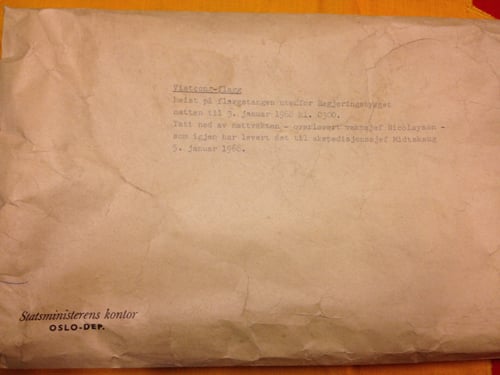 Vietcong-flagg
heist på flaggstangen utenfor Regjeringsbygget
natten til 5. januar 1968 kl. 0300.
Tatt ned av nattvakten - overlevert vaktsjef Nicolaysen -
som igjen har levert det til ekspedisjonssjef Midtskaug
5. januar 1968.
Statsministerens kontor
OSLO-DEP.